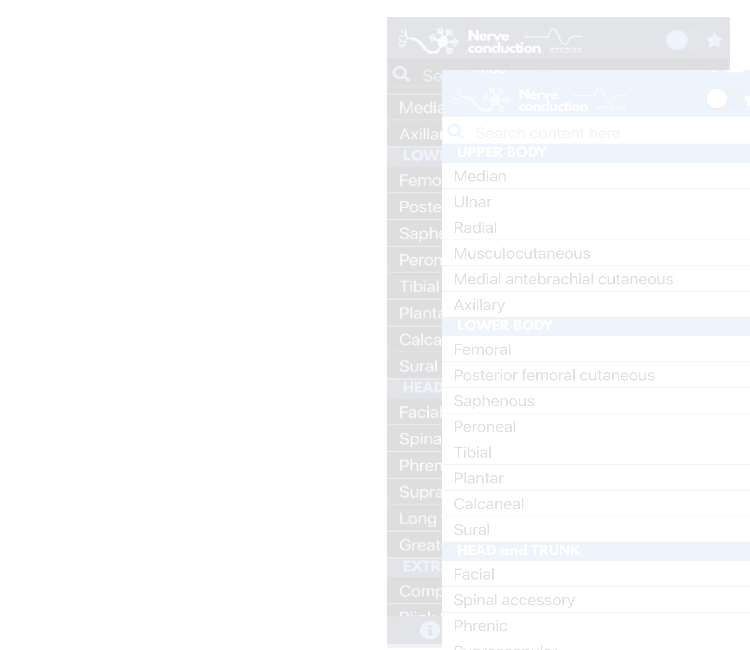 Nerve
conduction
STUDIES
Se
Media
Axillar
LOW
Femo
Poste
Saphe
Peron
Tibial
Planta
Calca
Sural
HEAD
Facial
Spina
Phren
Supra
Long
Great
EXTR
Comp
Nerve
conduction
STUDIES
Search content here
UPPER BODY
Median
Ulnar
Radial
Musculocutaneous
Medial antebrachial cutaneous
Axillary
LOWER BODY
Femoral
Posterior femoral cutaneous
Saphenous
Peroneal
Tibial
Plantar
Calcaneal
Sural
HEAD and TRUNK
Facial
Spinal accessory
Phrenic